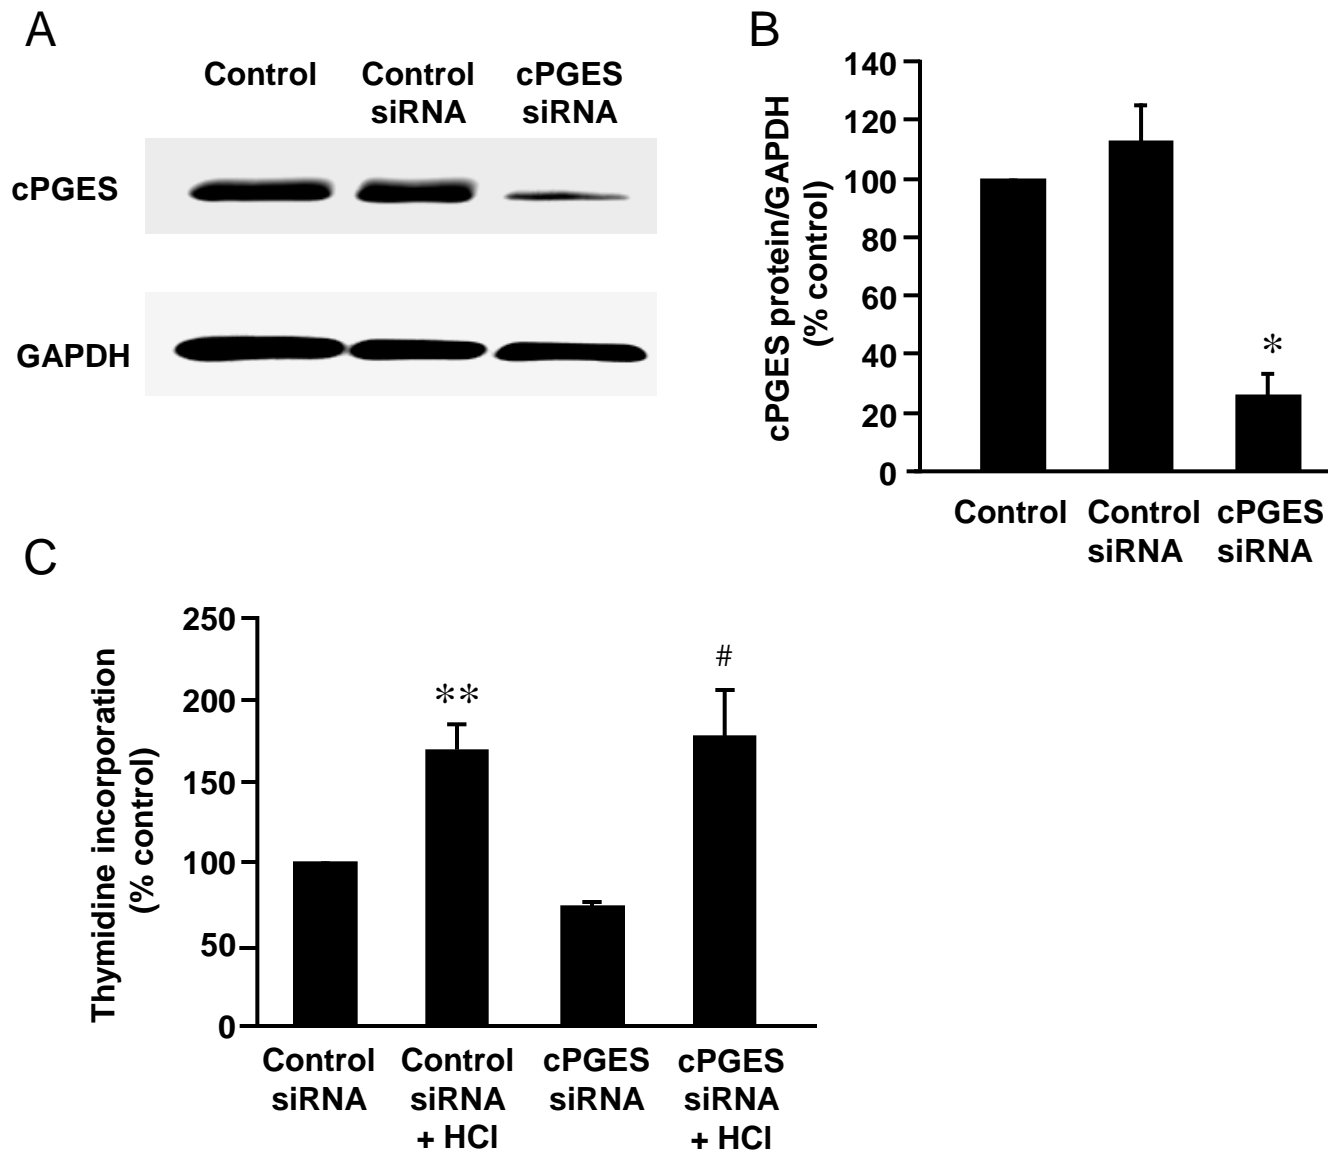 A
Control
Control
siRNA
cPGES
siRNA
cPGES
GAPDH
B
cPGES protein/GAPDH
(% control)
140
120
100
80
60
40
20
0
*
Control
Control
siRNA
cPGES
siRNA
C
Thymidine incorporation
(% control)
250
200
150
100
50
0
**
#
Control
siRNA
Control
siRNA
+ HCl
cPGES
siRNA
cPGES
siRNA
+ HCl